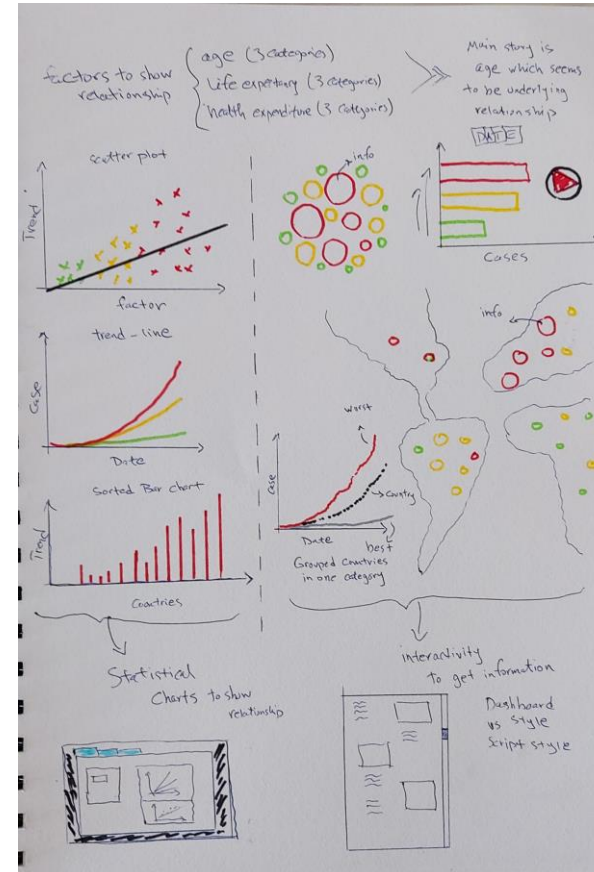 factors to show
relationship
age (3 categories)
Life expectancy (3 categories)
health expenditure (3 categories)
Main story is
age which seems
to be underlying
relationship
DATE
scatter plot
Trend
factor
info
Cases
trend-line
Case
Date
info
Sorted Bar chart
Trend
Countries
worst
Case
Country
Date
best
Grouped Countries
in one category
Statistical
Charts to show
relationship
interactivity
to get information
Dashboard
vs style
Script style